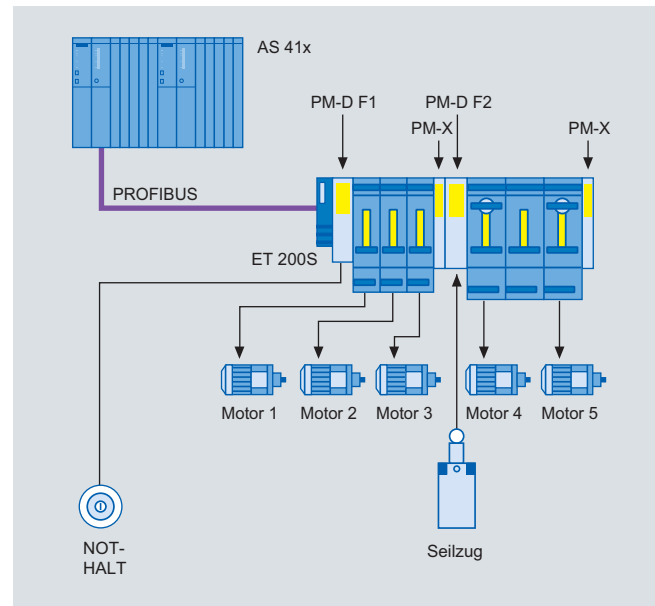 AS 41x
PM-D F1
PM-D F2
PM-X
PM-X
PROFIBUS
ET 200S
Motor 1
Motor 2
Motor 3
Motor 4
Motor 5
NOT-
HALT
Seilzug